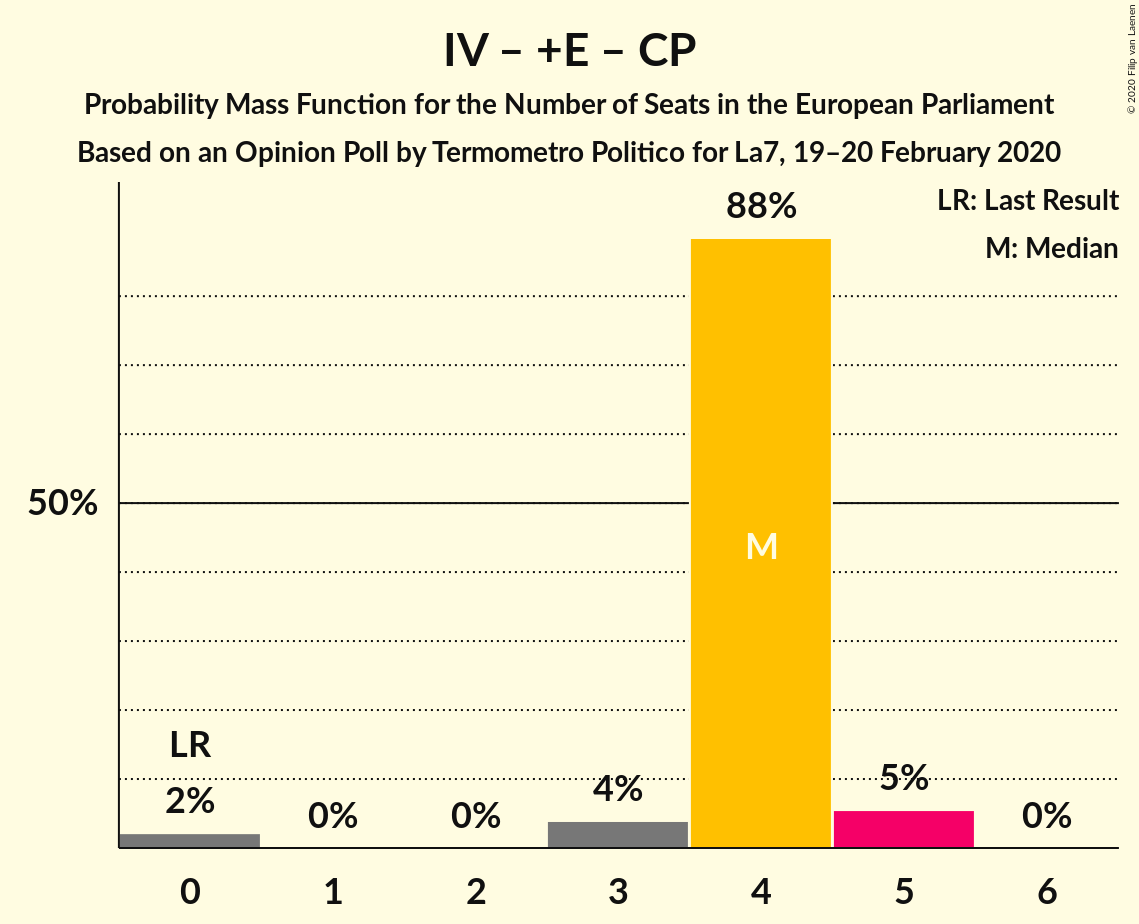 IV – +E – CP
Probability Mass Function for the Number of Seats in the European Parliament
Based on an Opinion Poll by Termometro Politico for La7, 19–20 February 2020
© 2020 Filip van Laenen
LR: Last Result
M: Median
88%
50%
M
LR
2%
0%
0%
4%
5%
0%
0
1
2
3
4
5
6